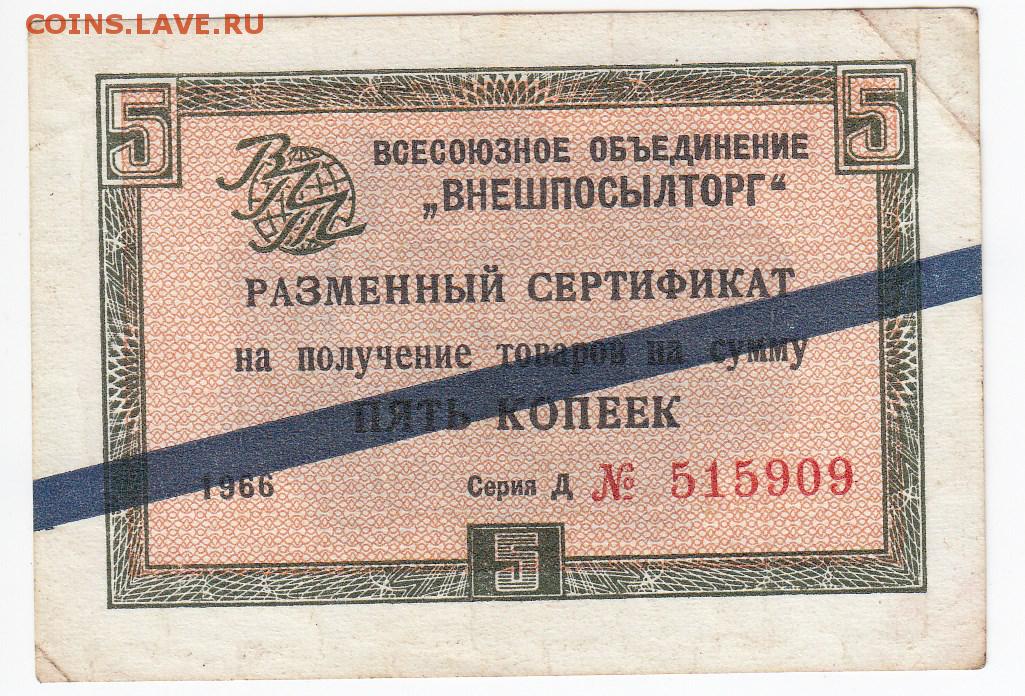 COINS.LAVE.RU
5 5
ВПТ
ВСЕСОЮЗНОЕ ОБЪЕДИНЕНИЕ
„ВНЕШПОСЫЛТОРГ“
РАЗМЕННЫЙ СЕРТИФИКАТ
на получение товаров на сумму
ПЯТЬ КОПЕЕК
1966 Серия Д № 515909
5